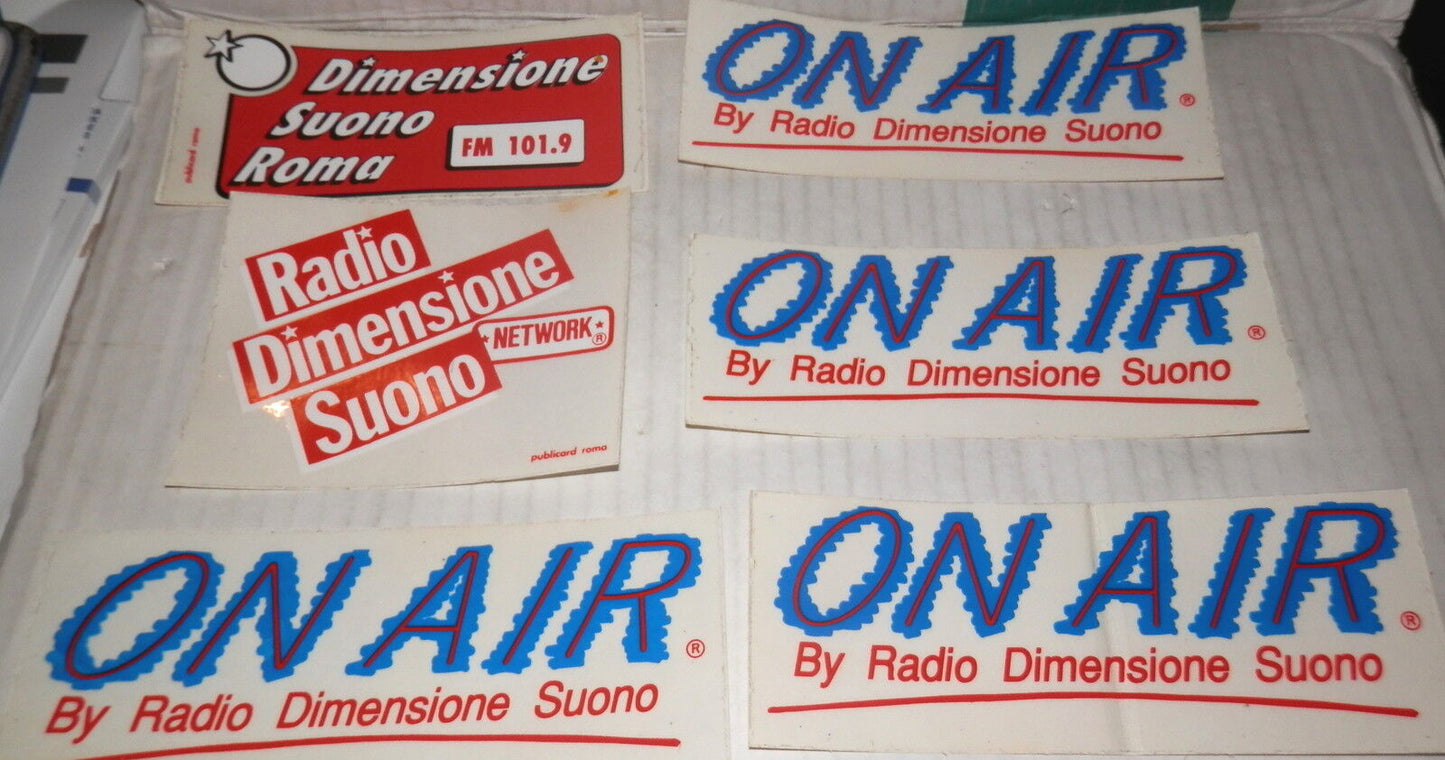 Dimensione
Suono
Roma
FM 101.9
publicard roma
ON AIR
®
By Radio Dimensione Suono
Radio
Dimensione
Suono
NETWORK®
publicard roma
ON AIR
®
By Radio Dimensione Suono
ON AIR
®
By Radio Dimensione Suono
ON AIR
®
By Radio Dimensione Suono